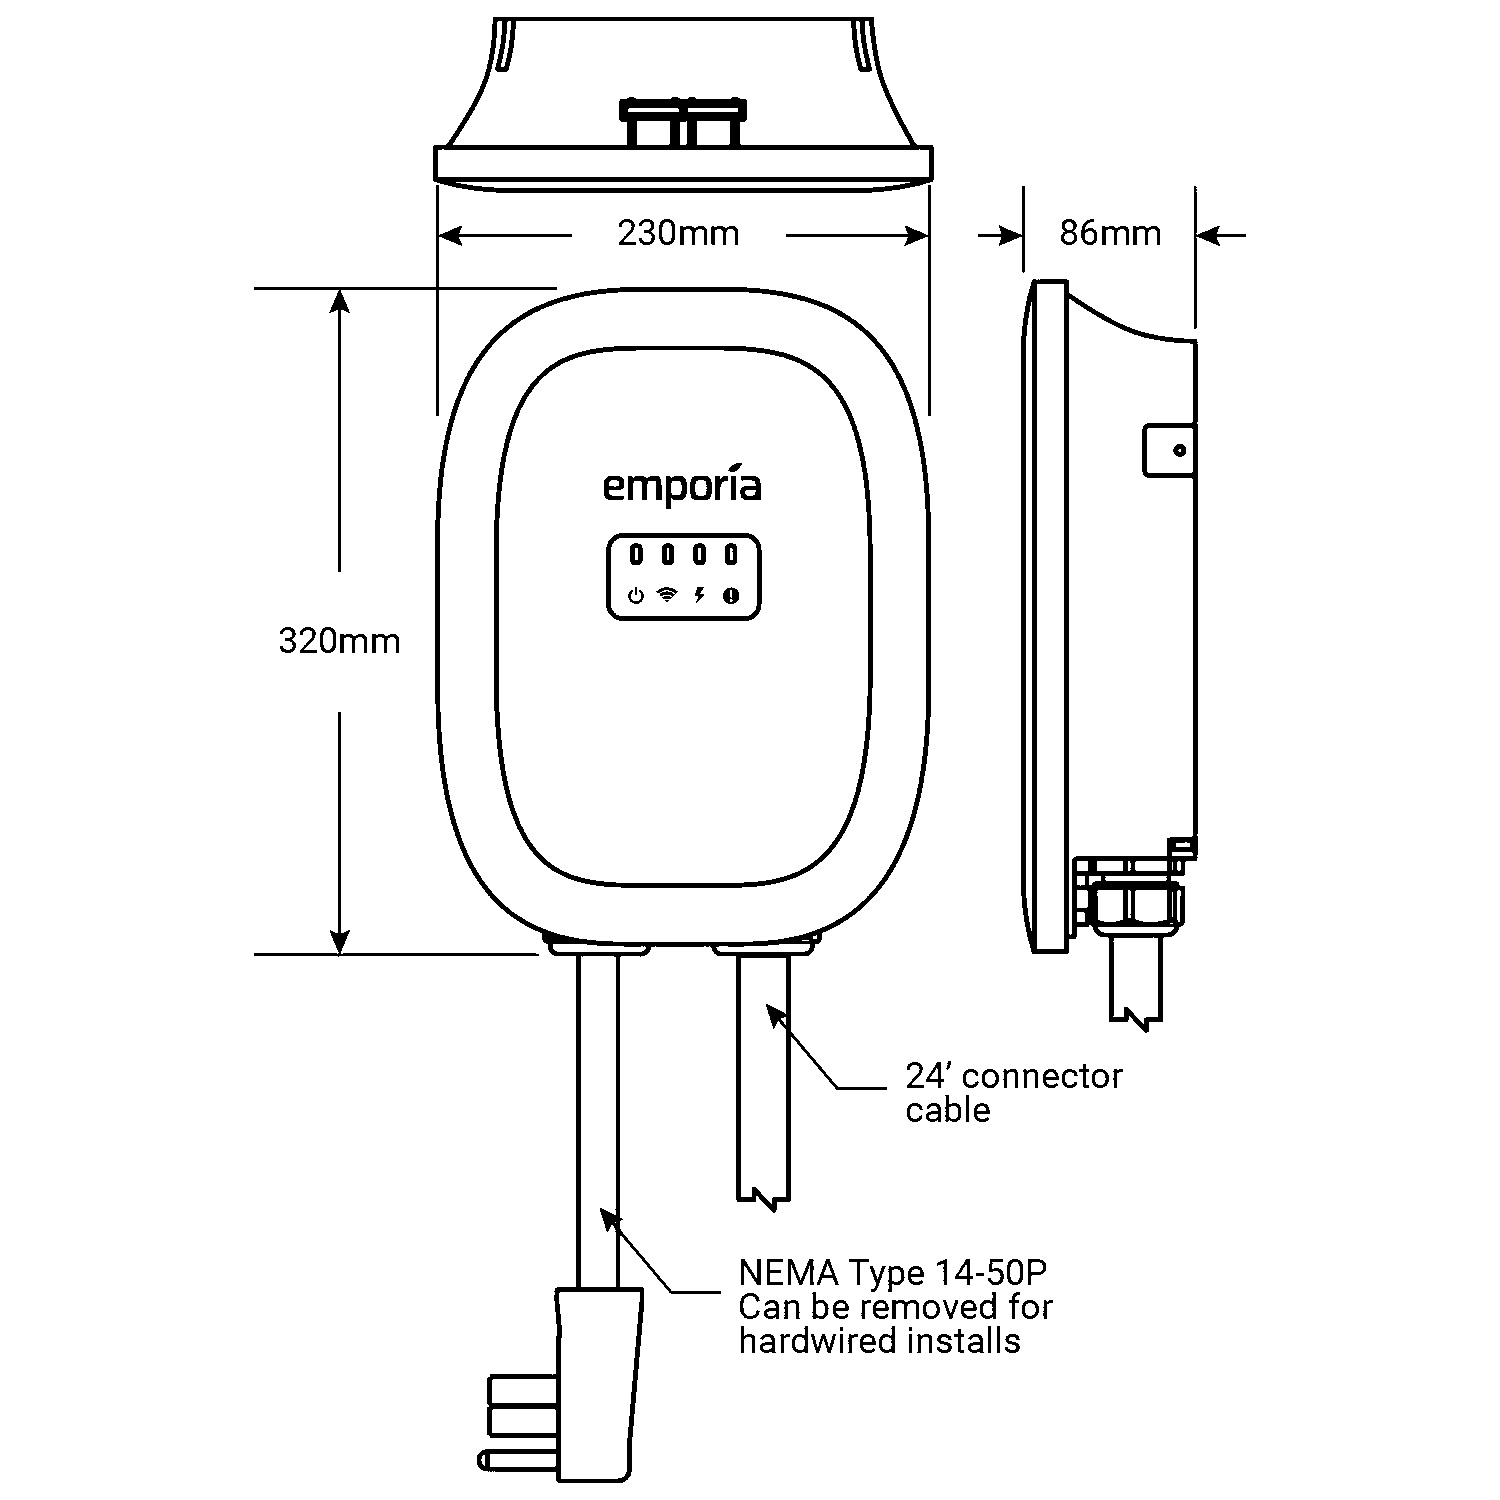 230mm
86mm
emporia
320mm
24’ connector
cable
NEMA Type 14-50P
Can be removed for
hardwired installs